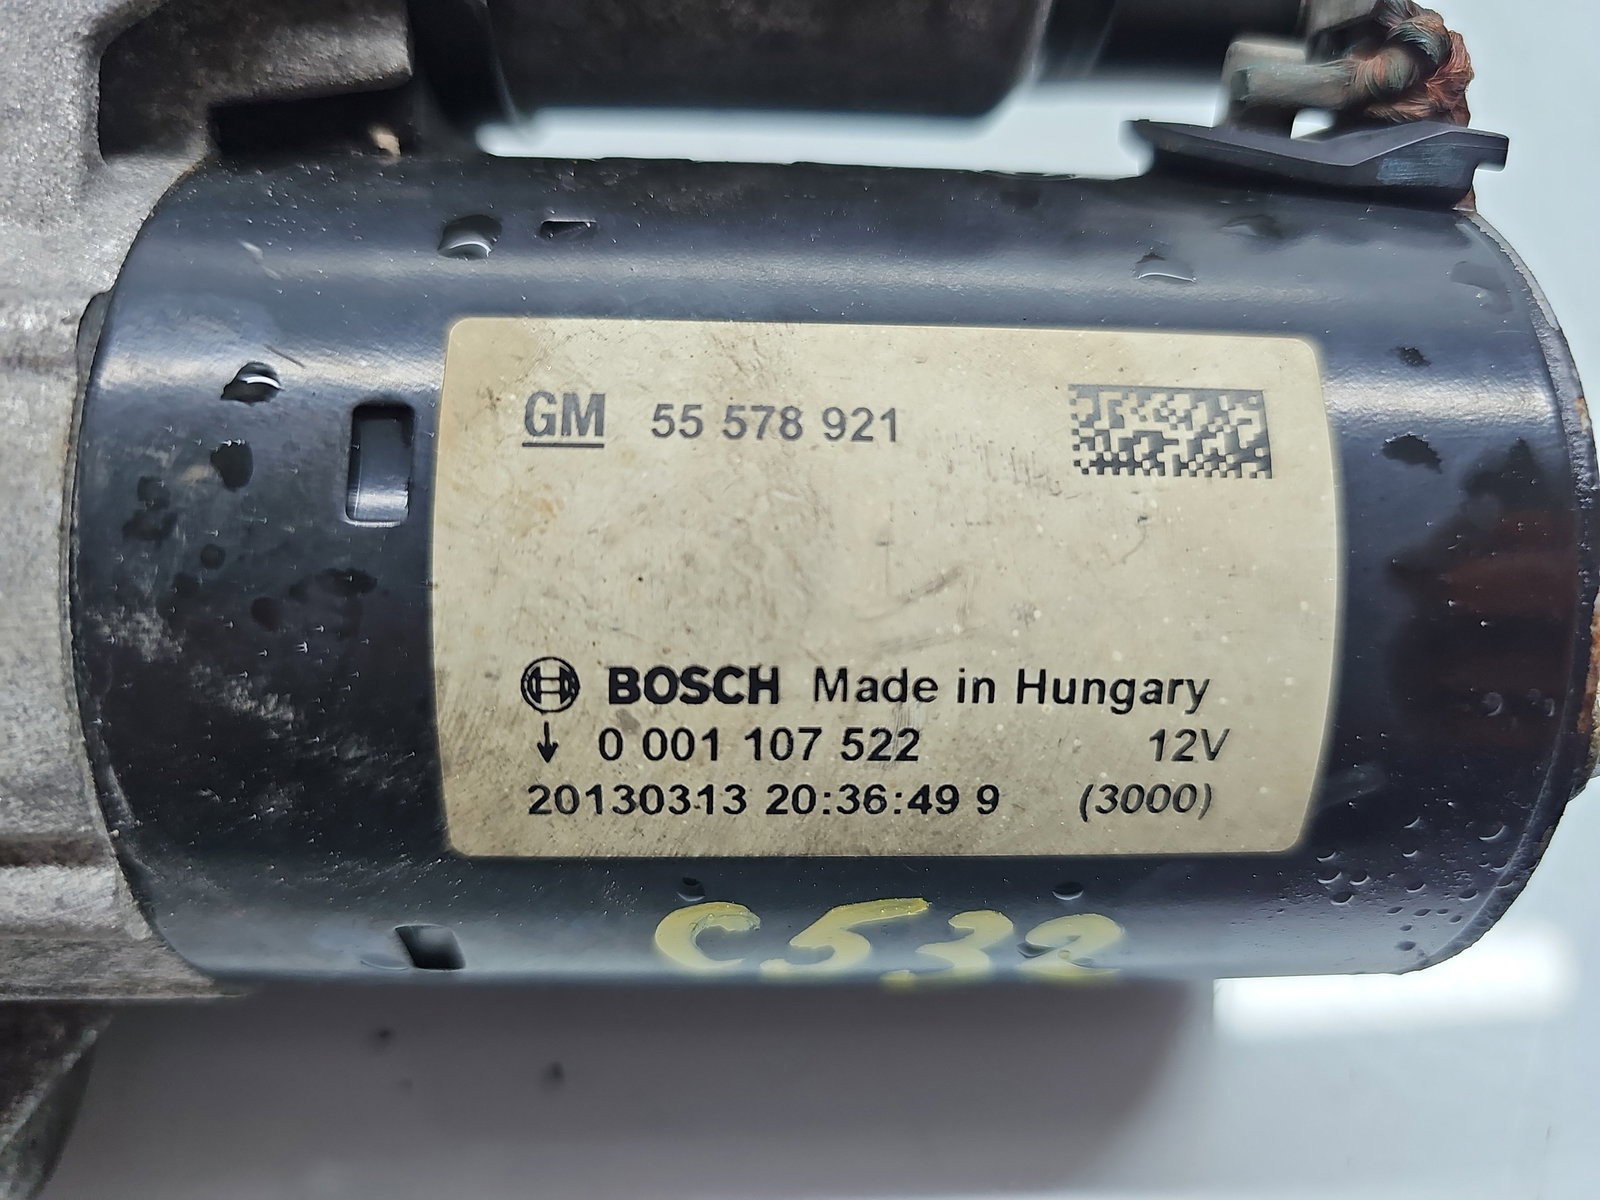 GM 55 578 921
BOSCH Made in Hungary
↓ 0 001 107 522 12V
20130313 20:36:49 9 (3000)
C532